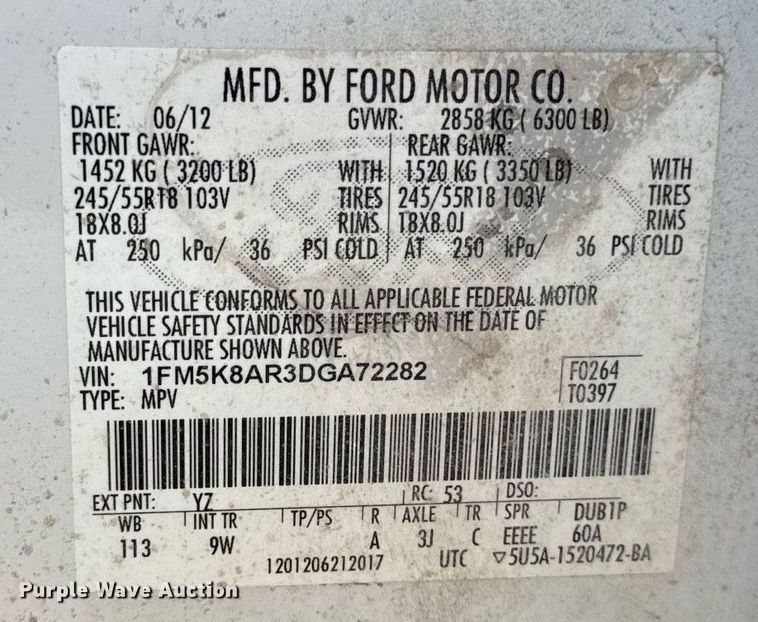 MFD. BY FORD MOTOR CO.
DATE: 06/12 GVWR: 2858 KG ( 6300 LB)
FRONT GAWR: REAR GAWR:
1452 KG ( 3200 LB) WITH 1520 KG ( 3350 LB) WITH
245/55R18 103V TIRES 245/55R18 103V TIRES
18X8.0J RIMS 18X8.0J RIMS
AT 250 kPa/ 36 PSI COLD AT 250 kPa/ 36 PSI COLD
THIS VEHICLE CONFORMS TO ALL APPLICABLE FEDERAL MOTOR
VEHICLE SAFETY STANDARDS IN EFFECT ON THE DATE OF
MANUFACTURE SHOWN ABOVE.
VIN: 1FM5K8AR3DGA72282 F0264
TYPE: MPV T0397
EXT PNT: YZ RC: 53 DSO:
WB INT TR TP/PS R AXLE TR SPR DUB1P
113 9W A 3J C EEEE 60A
1201206212017 UTC ▽5U5A-1520472-BA
Purple Wave Auction